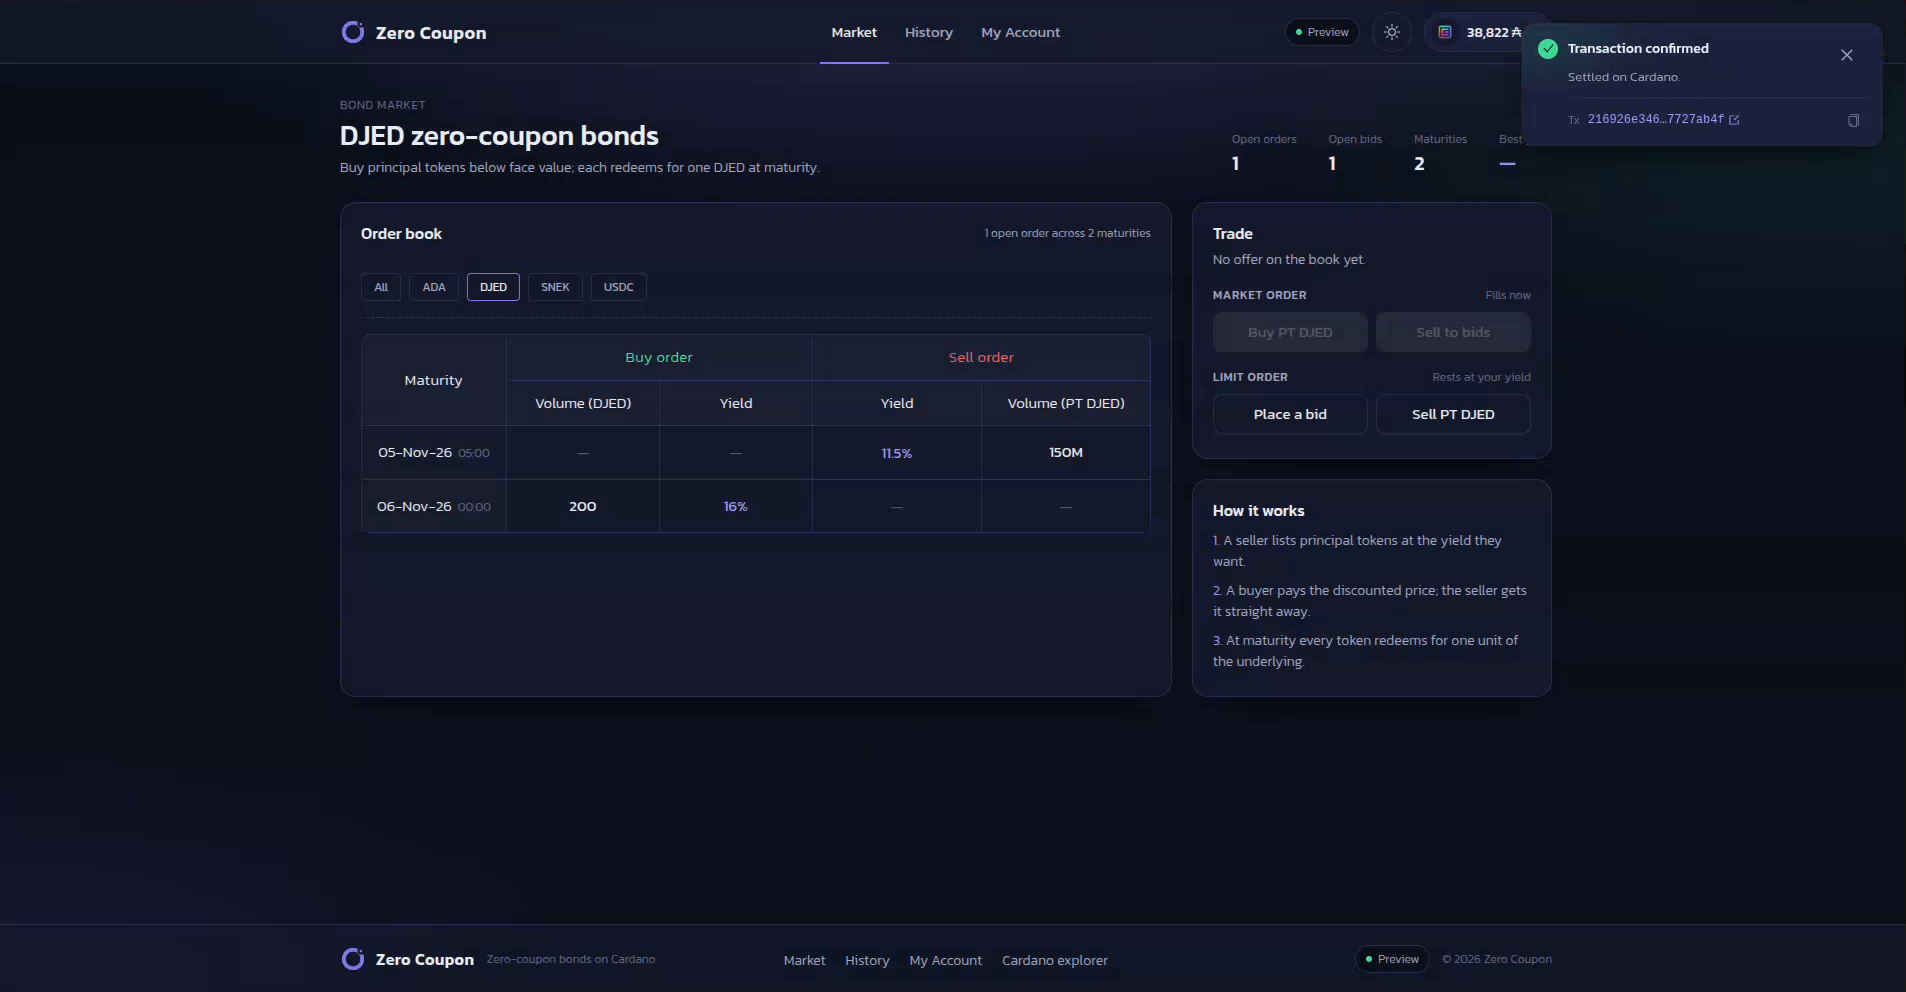 Zero Coupon
Market
History
My Account
Preview
38,822 ₳
Transaction confirmed
Settled on Cardano.
Tx 216926e346…7727ab4f
BOND MARKET
DJED zero-coupon bonds
Buy principal tokens below face value; each redeems for one DJED at maturity.
Open orders
1
Open bids
1
Maturities
2
Best
—
Order book
1 open order across 2 maturities
All
ADA
DJED
SNEK
USDC
Maturity
Buy order
Sell order
Volume (DJED)
Yield
Yield
Volume (PT DJED)
05-Nov-26 05:00
—
—
11.5%
150M
06-Nov-26 00:00
200
16%
—
—
Trade
No offer on the book yet.
MARKET ORDER
Fills now
Buy PT DJED
Sell to bids
LIMIT ORDER
Rests at your yield
Place a bid
Sell PT DJED
How it works
1. A seller lists principal tokens at the yield they
want.
2. A buyer pays the discounted price; the seller gets
it straight away.
3. At maturity every token redeems for one unit of
the underlying.
Zero Coupon
Zero-coupon bonds on Cardano
Market
History
My Account
Cardano explorer
Preview
© 2026 Zero Coupon